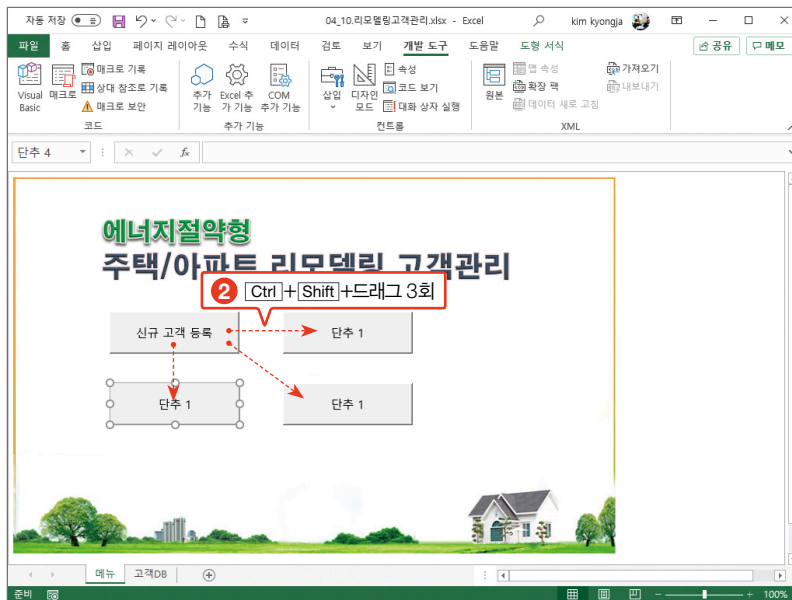 자동 저장
04_10.리모델링고객관리.xlsx - Excel
kim kyongja
파일 홈 삽입 페이지 레이아웃 수식 데이터 검토 보기 개발 도구 도움말 도형 서식 공유 메모
Visual Basic
매크로
매크로 기록
상대 참조로 기록
매크로 보안
코드
추가 기능
Excel 추가 기능
COM 추가 기능
추가 기능
삽입
디자인 모드
속성
코드 보기
대화 상자 실행
컨트롤
원본
맵 속성
확장 팩
데이터 새로 고침
가져오기
내보내기
XML
단추 4
fx
에너지절약형
주택/아파트 리모델링 고객관리
2 Ctrl+Shift+드래그 3회
신규 고객 등록 단추 1
단추 1 단추 1
메뉴 고객DB
준비 100%